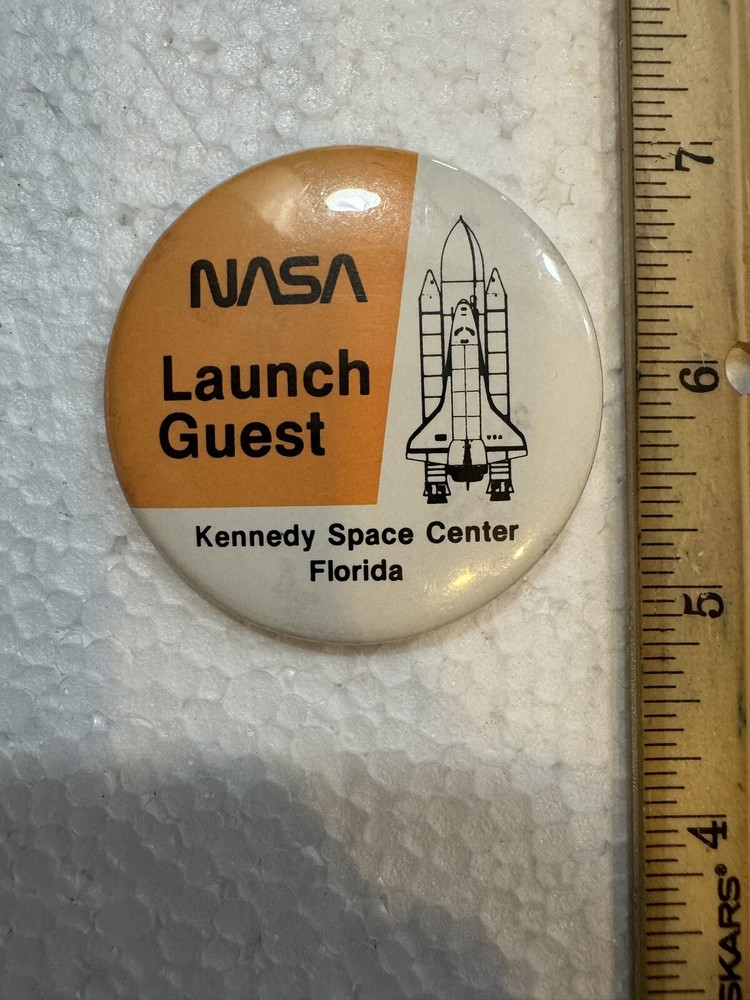 NASA
Launch
Guest
Kennedy Space Center
Florida
7
6
5
4
SKARS®